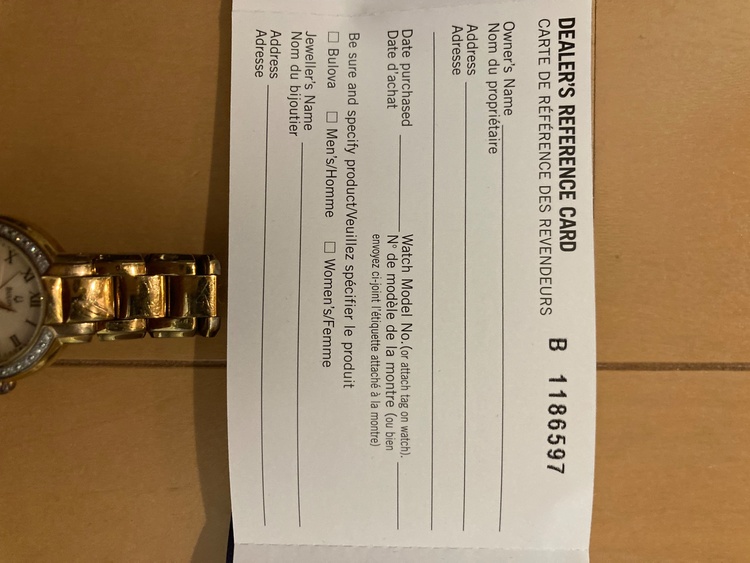 DEALER'S REFERENCE CARD
CARTE DE RÉFÉRENCE DES REVENDEURS B 1186597
Owner's Name
Nom du propriétaire
Address
Adresse
Date purchased Watch Model No.(or attach tag on watch).
Date d'achat N° de modèle de la montre (ou bien
envoyez ci-joint l'étiquette attaché à la montre)
Be sure and specify product/Veuillez spécifier le produit
Bulova Men's/Homme Women's/Femme
Jeweller's Name
Nom du bijoutier
Address
Adresse